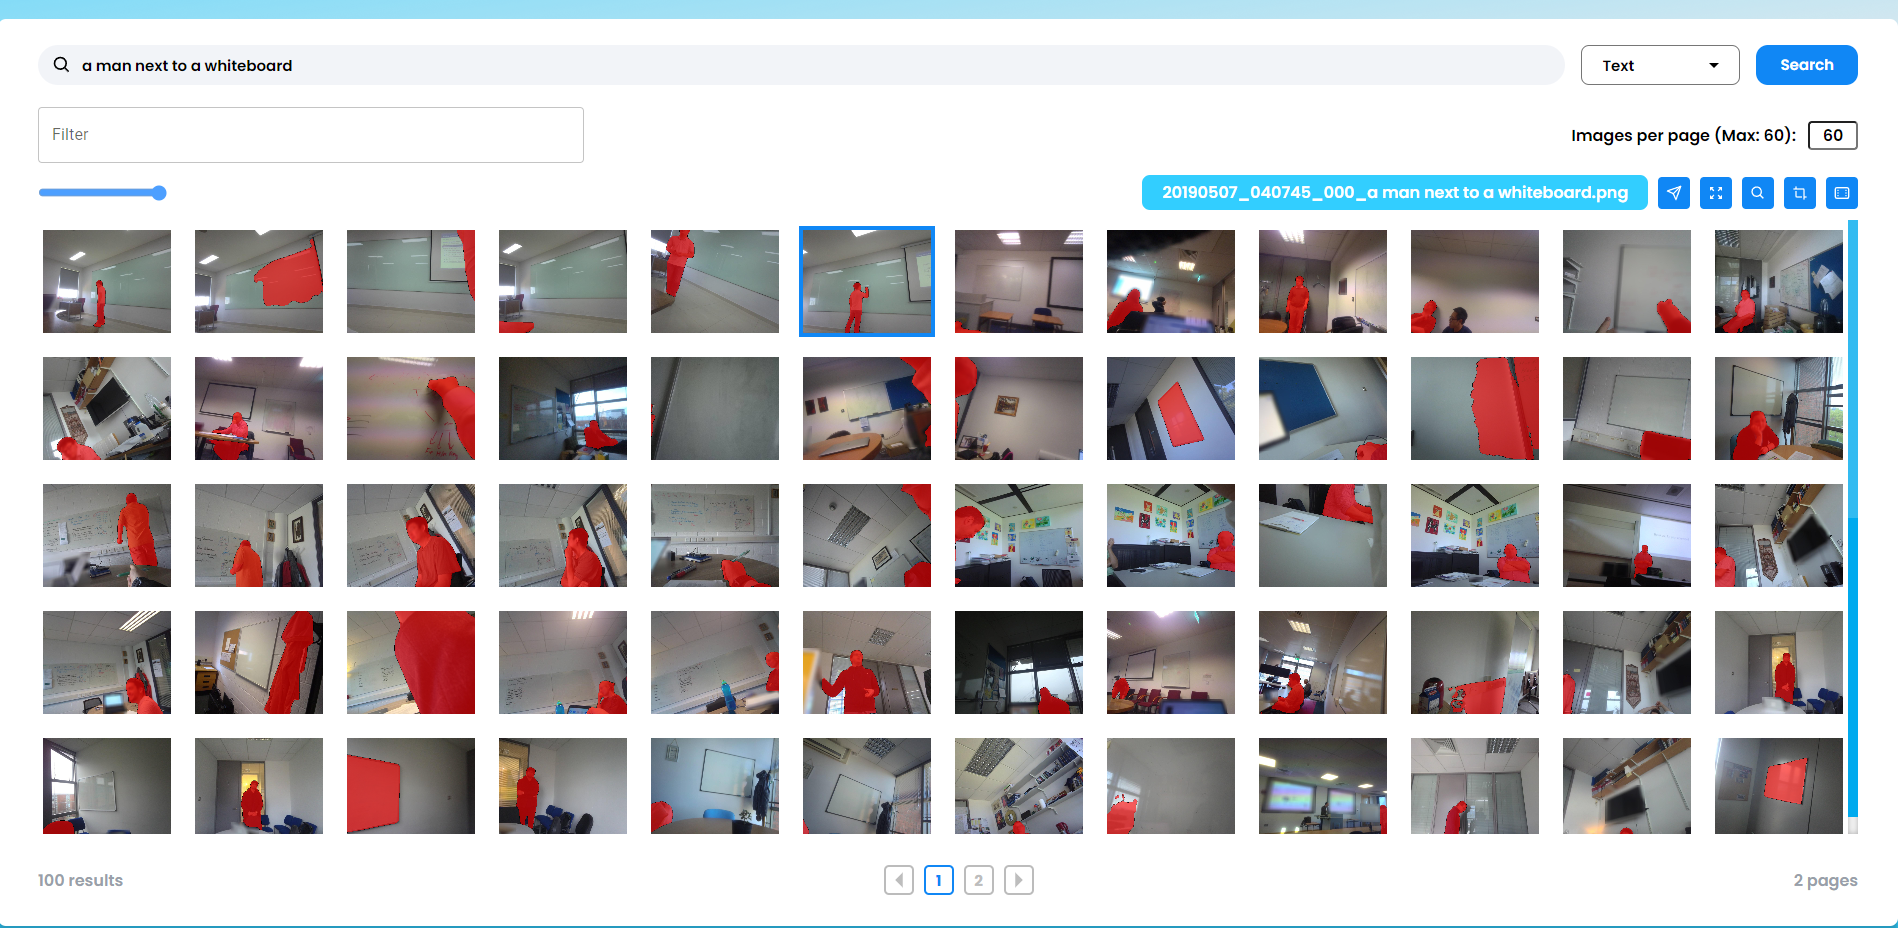 a man next to a whiteboard
Text
Search
Filter
Images per page (Max: 60): 60
20190507_040745_000_a man next to a whiteboard.png
100 results
1
2
2 pages